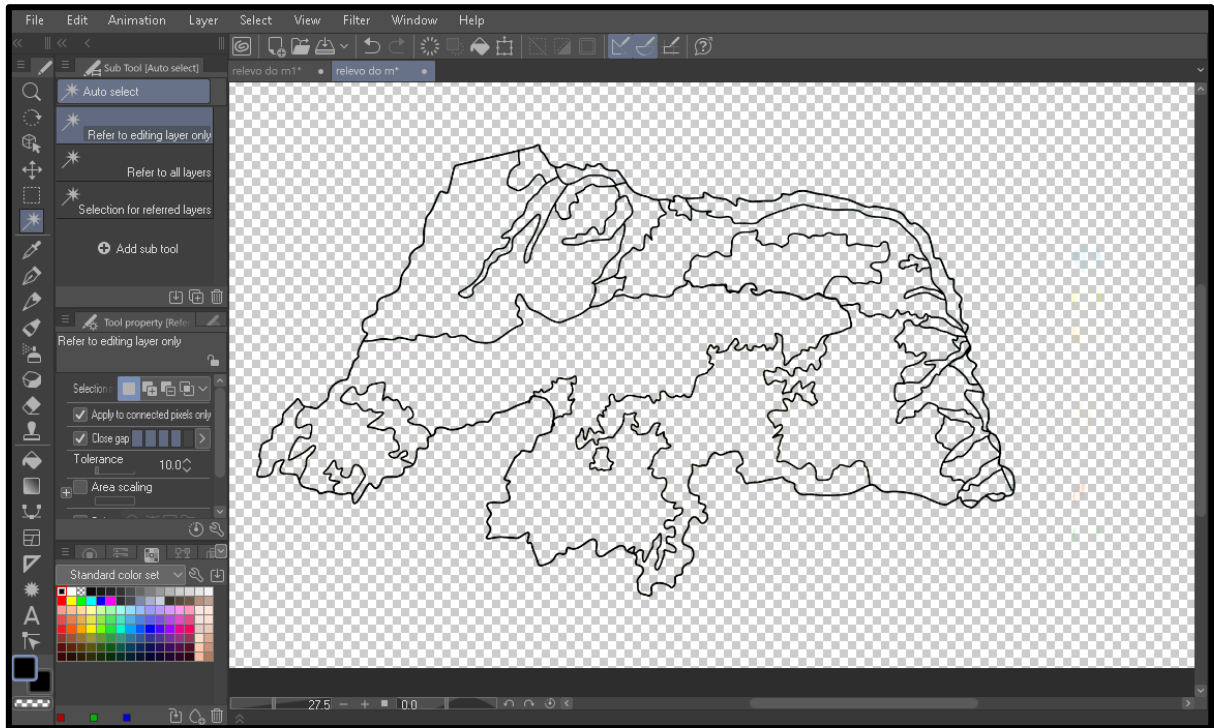 File Edit Animation Layer Select View Filter Window Help
Sub Tool [Auto select]
relevo do m1* relevo do m*
Auto select
Refer to editing layer only
Refer to all layers
Selection for referred layers
Add sub tool
Tool property [Refe
Refer to editing layer only
Selection
Apply to connected pixels only
Close gap
Tolerance 10.0
Area scaling
Standard color set
27.5 0.0